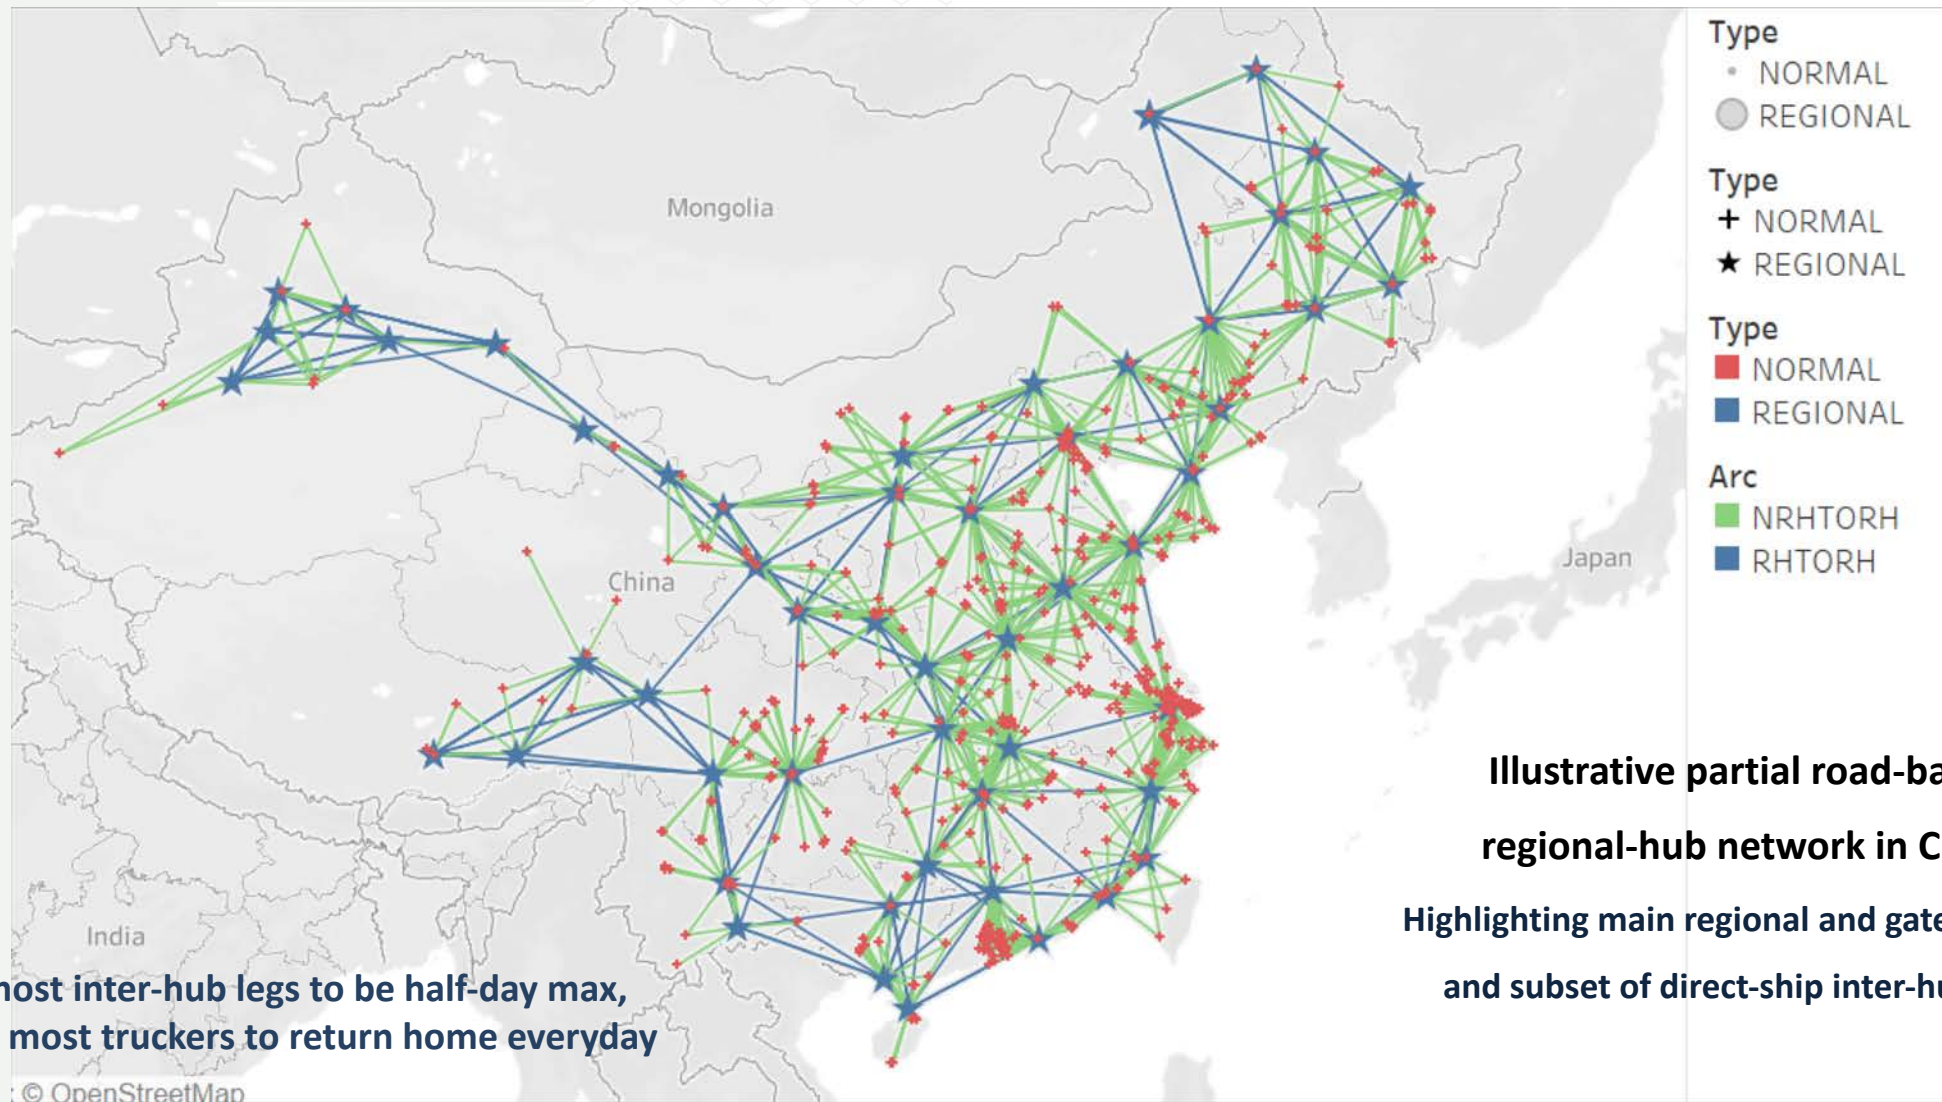 Type
NORMAL
REGIONAL
Type
NORMAL
REGIONAL
Type
NORMAL
REGIONAL
Arc
NRHTORH
RHTORH
Mongolia
China
Japan
India
Illustrative partial road-ba
regional-hub network in C
Highlighting main regional and gate
and subset of direct-ship inter-hu
most inter-hub legs to be half-day max,
most truckers to return home everyday
© OpenStreetMap